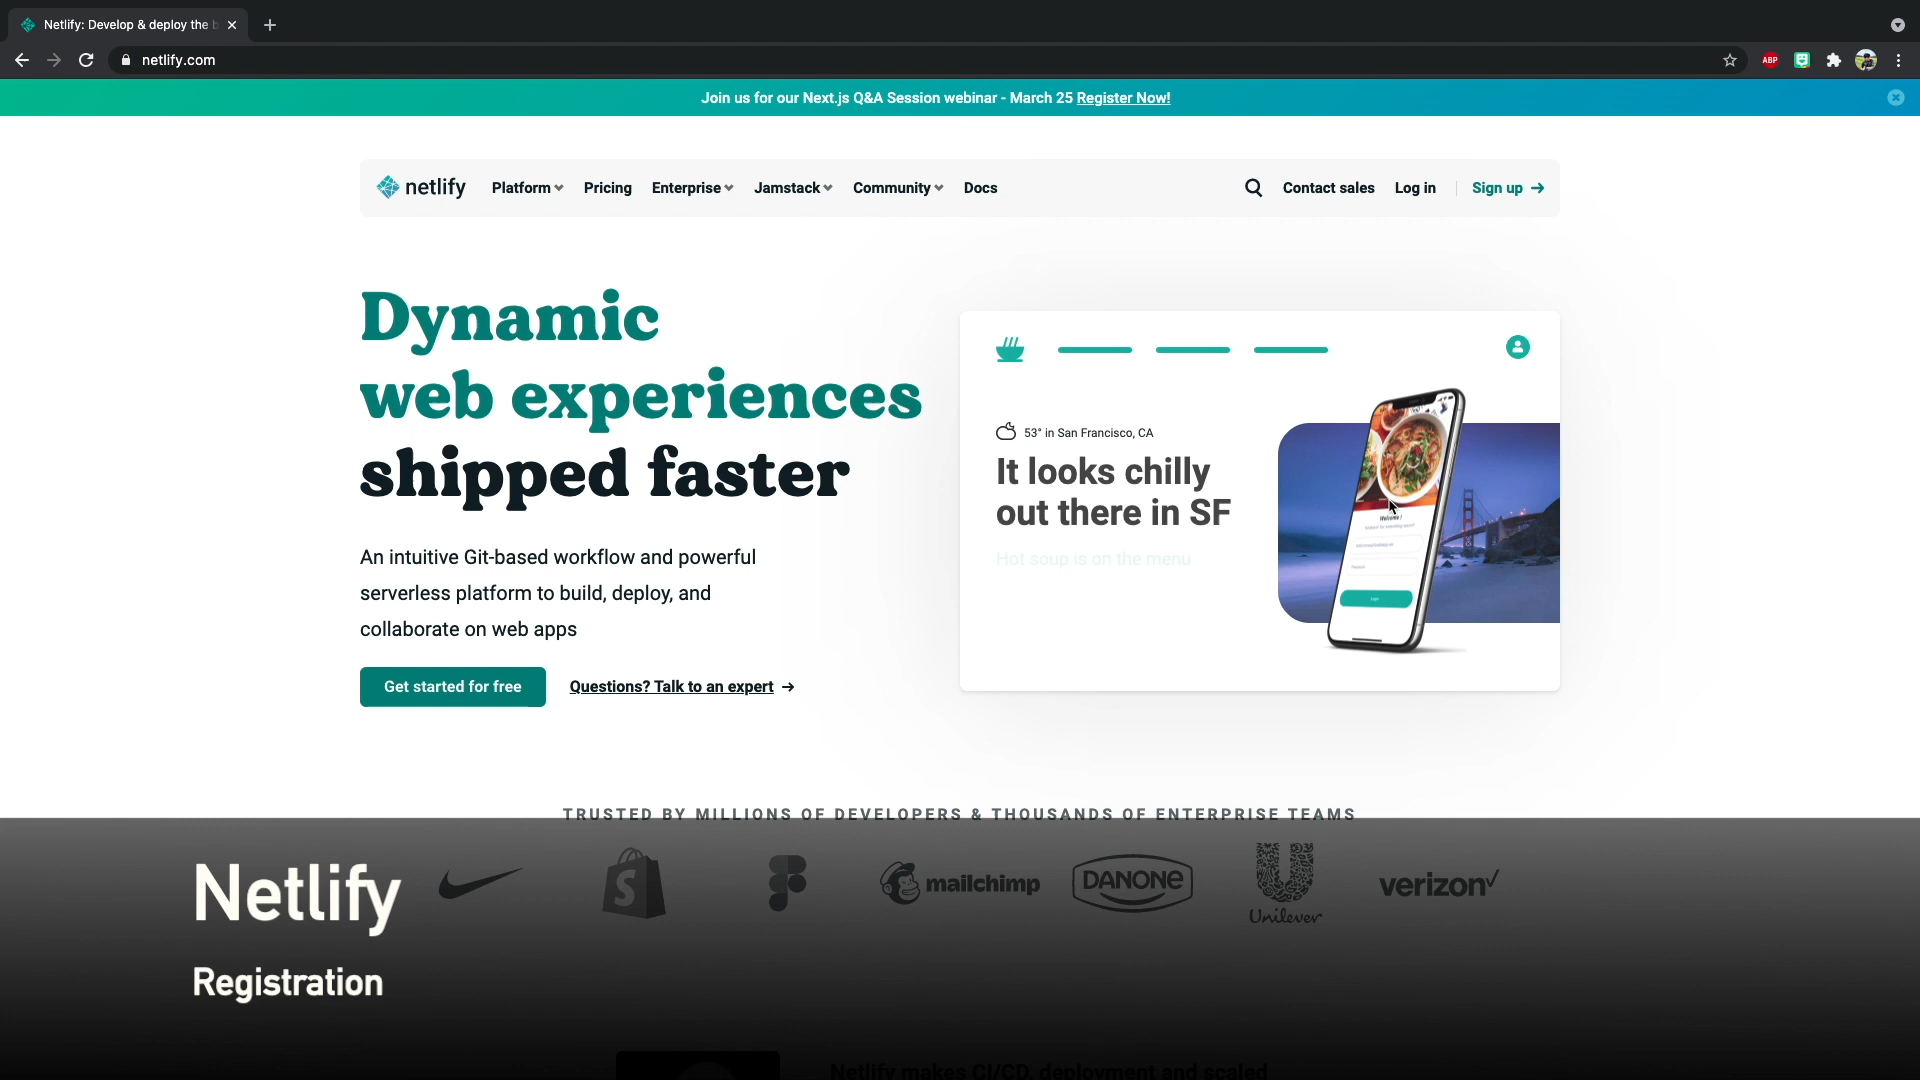 Netlify: Develop & deploy the b
netlify.com
ABP
Join us for our Next.js Q&A Session webinar - March 25 Register Now!
netlify Platform Pricing Enterprise Jamstack Community Docs Contact sales Log in Sign up →
Dynamic
web experiences
shipped faster
53° in San Francisco, CA
It looks chilly
out there in SF
Hot soup is on the menu
Welcome !
Password
Login
An intuitive Git-based workflow and powerful
serverless platform to build, deploy, and
collaborate on web apps
Get started for free Questions? Talk to an expert →
TRUSTED BY MILLIONS OF DEVELOPERS & THOUSANDS OF ENTERPRISE TEAMS
mailchimp DANONE Unilever verizon✓
Netlify
Registration
Netlify makes CI/CD, deployment and scaled